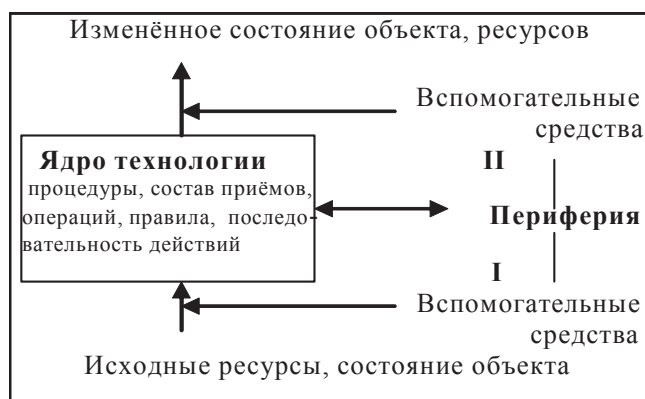 Изменённое состояние объекта, ресурсов
Вспомогательные
средства
Ядро технологии
процедуры, состав приёмов,
операций, правила, последо-
вательность действий
II
Периферия
I
Вспомогательные
средства
Исходные ресурсы, состояние объекта